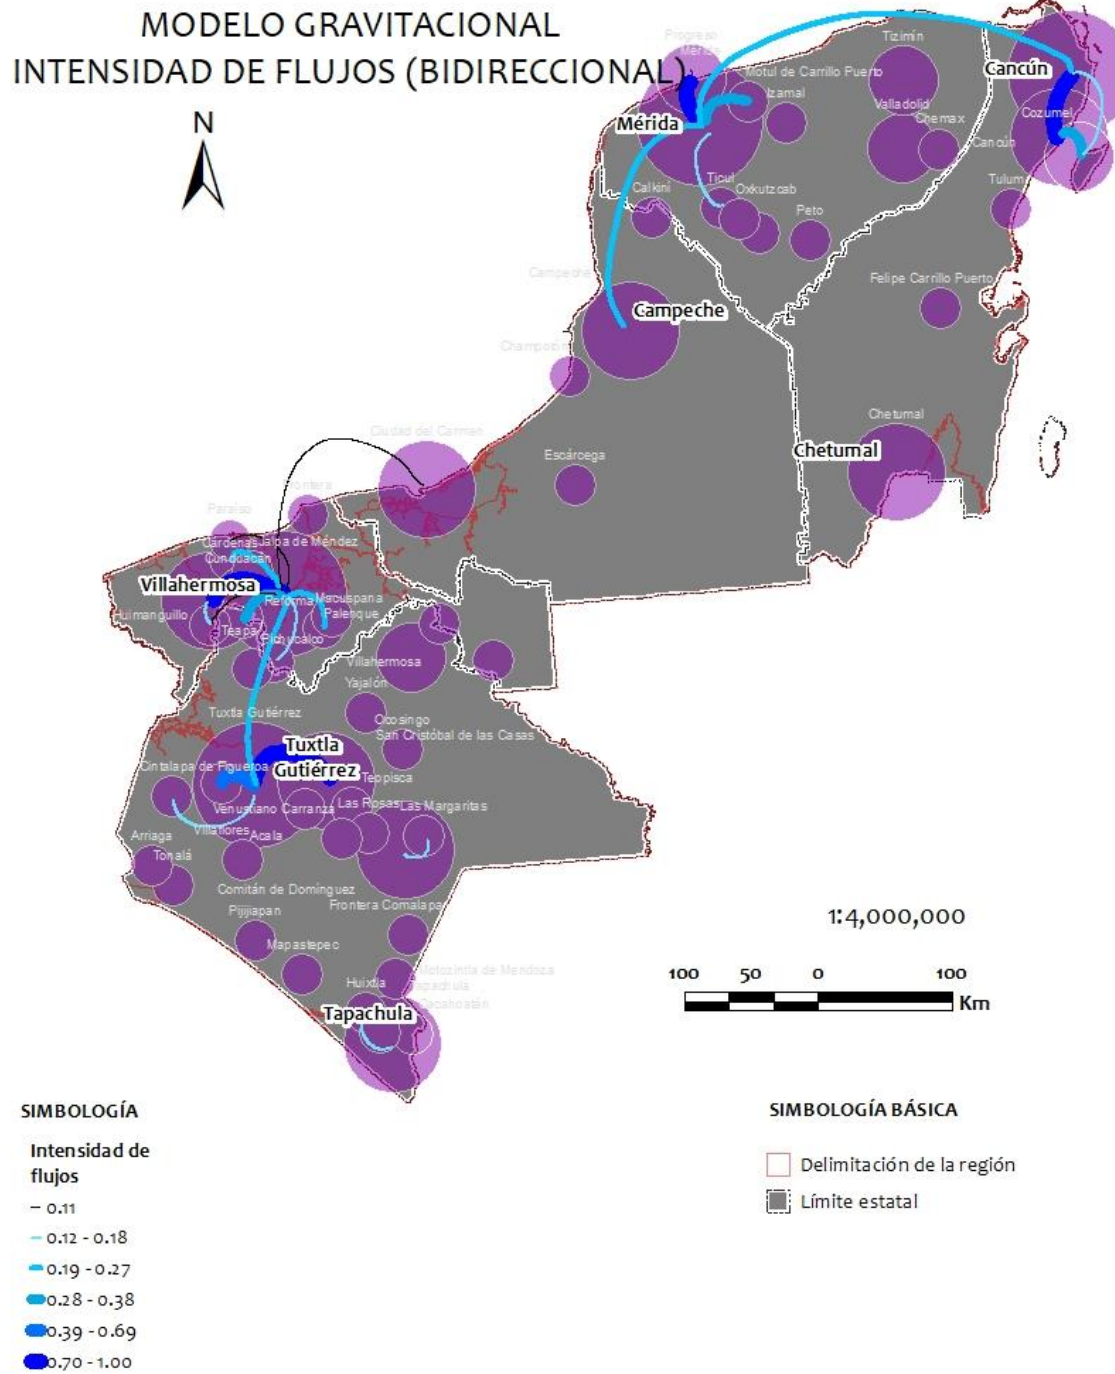 MODELO GRAVITACIONAL
INTENSIDAD DE FLUJOS (BIDIRECCIONAL)
N
Progreso
Mérida
Tizimín
Cancún
Motul de Carrillo Puerto
Izamal
Valladolid
Cozumel
Mérida
Chemax
Cancún
Calkiní
Ticul
Oxkutzcab
Tulum
Peto
Campeche
Felipe Carrillo Puerto
Campeche
Champotón
Chetumal
Ciudad del Carmen
Chetumal
Escárcega
Frontera
Paraíso
Cárdenas
Jalpa de Méndez
Cunduacán
Villahermosa
Reforma
Macuspana
Huimanguillo
Palenque
Teapa
Pichucalco
Villahermosa
Yajalón
Tuxtla Gutiérrez
Ocosingo
San Cristóbal de las Casas
Tuxtla
Gutiérrez
Cintalapa de Figueroa
Teopisca
Venustiano Carranza
Las Rosas
Las Margaritas
Villaflores
Acala
Arriaga
Tonalá
Comitán de Domínguez
Frontera Comalapa
Pijijiapan
Mapastepec
Motozintla de Mendoza
Huixtla
Tapachula
Cacahoatán
Tapachula
1:4,000,000
100 50 0 100
Km
SIMBOLOGÍA
Intensidad de
flujos
0.11
0.12 - 0.18
0.19 - 0.27
0.28 - 0.38
0.39 - 0.69
0.70 - 1.00
SIMBOLOGÍA BÁSICA
Delimitación de la región
Límite estatal